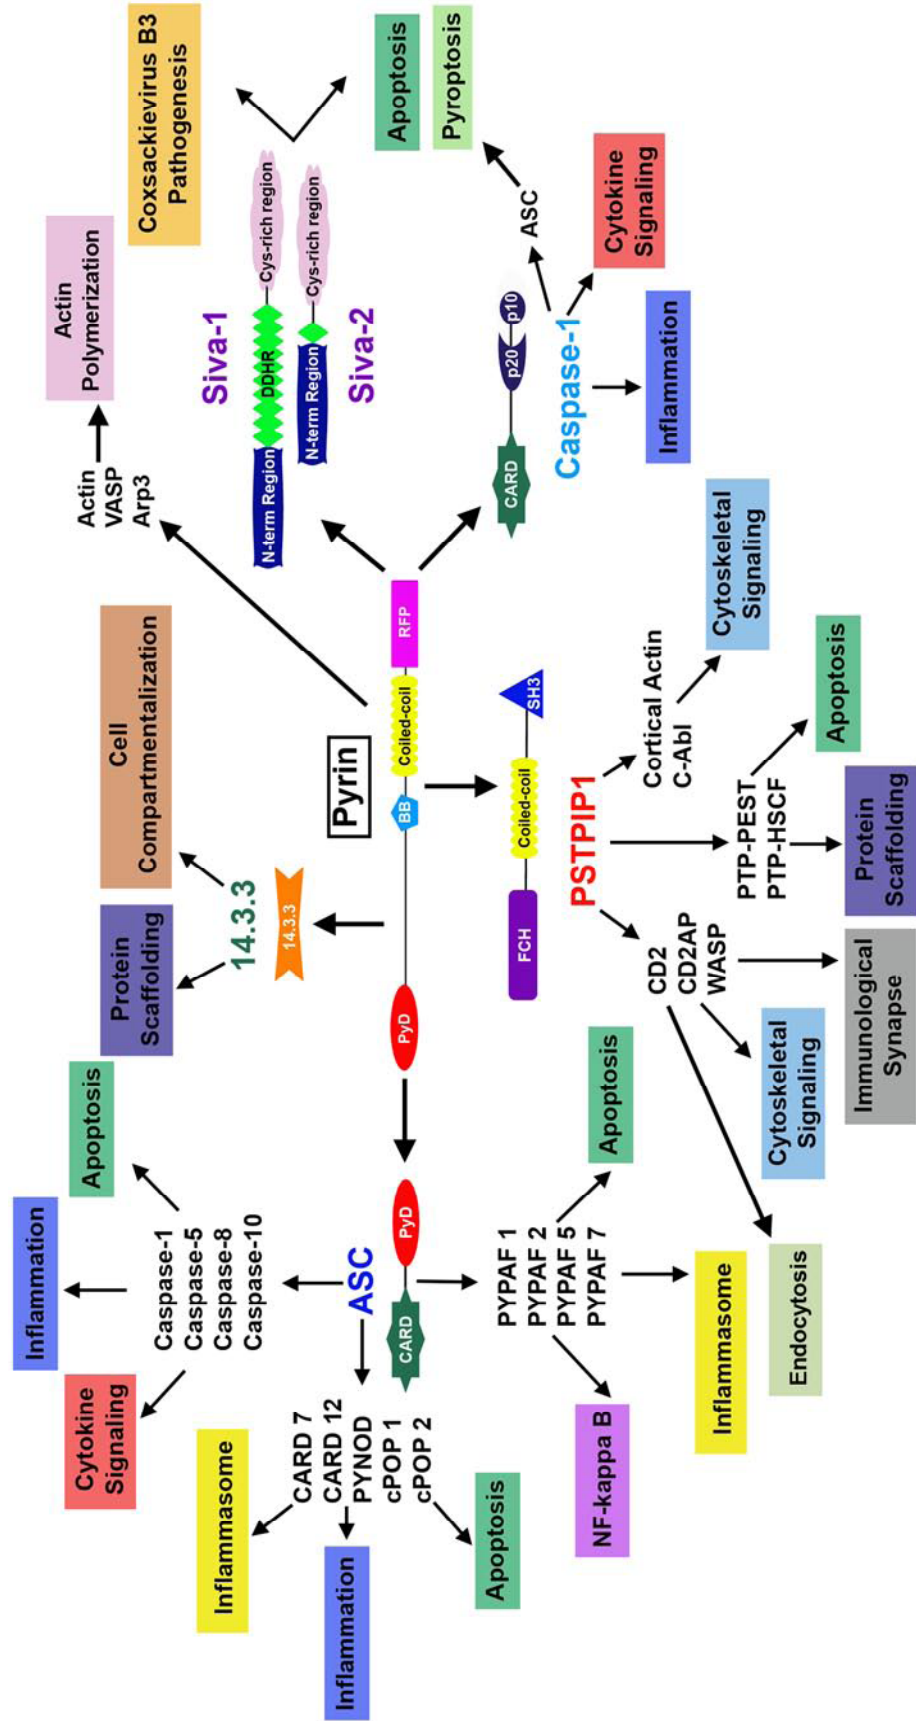 Cytokine
Signaling
Inflammation
Apoptosis
Caspase-1
Caspase-5
Caspase-8
Caspase-10
Inflammasome
Inflammation
Apoptosis
CARD 7
CARD 12
PYNOD
cPOP 1
cPOP 2
ASC
CARD
PyD
PYPAF 1
PYPAF 2
PYPAF 5
PYPAF 7
NF-kappa B
Inflammasome
Apoptosis
Protein
Scaffolding
Cell
Compartmentalization
14.3.3
14.3.3
Pyrin
PyD
BB
Coiled-coil
RFP
Actin
VASP
Arp3
Actin
Polymerization
Coxsackievirus B3
Pathogenesis
Siva-1
N-term Region
DDHR
Cys-rich region
N-term Region
Cys-rich region
Siva-2
Apoptosis
Pyroptosis
CARD
p20
p10
Caspase-1
ASC
Cytokine
Signaling
Inflammation
FCH
Coiled-coil
SH3
PSTPIP1
CD2
CD2AP
WASP
PTP-PEST
PTP-HSCF
Cortical Actin
C-Abl
Endocytosis
Cytoskeletal
Signaling
Immunological
Synapse
Protein
Scaffolding
Apoptosis
Cytoskeletal
Signaling